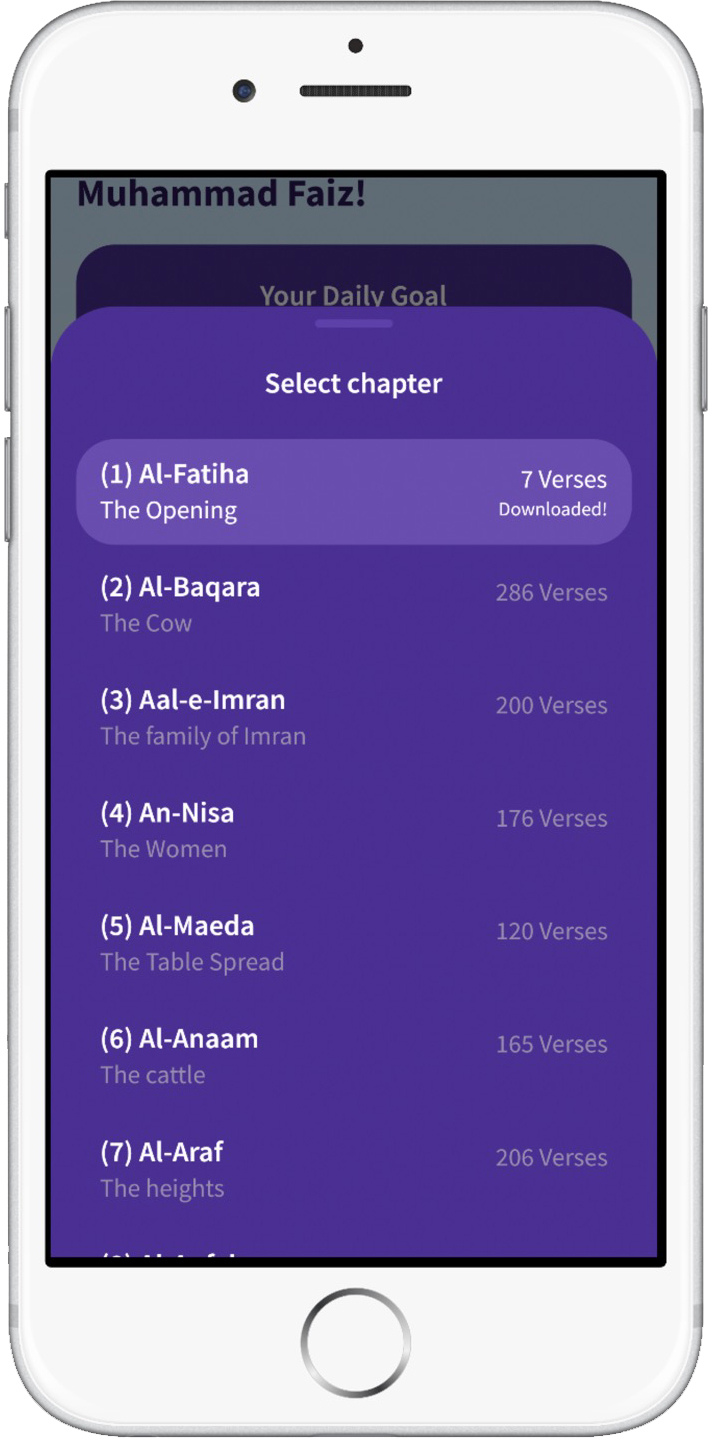 Muhammad Faiz!
Your Daily Goal
Select chapter
(1) Al-Fatiha
7 Verses
The Opening
Downloaded!
(2) Al-Baqara
286 Verses
The Cow
(3) Aal-e-Imran
200 Verses
The family of Imran
(4) An-Nisa
176 Verses
The Women
(5) Al-Maeda
120 Verses
The Table Spread
(6) Al-Anaam
165 Verses
The cattle
(7) Al-Araf
206 Verses
The heights